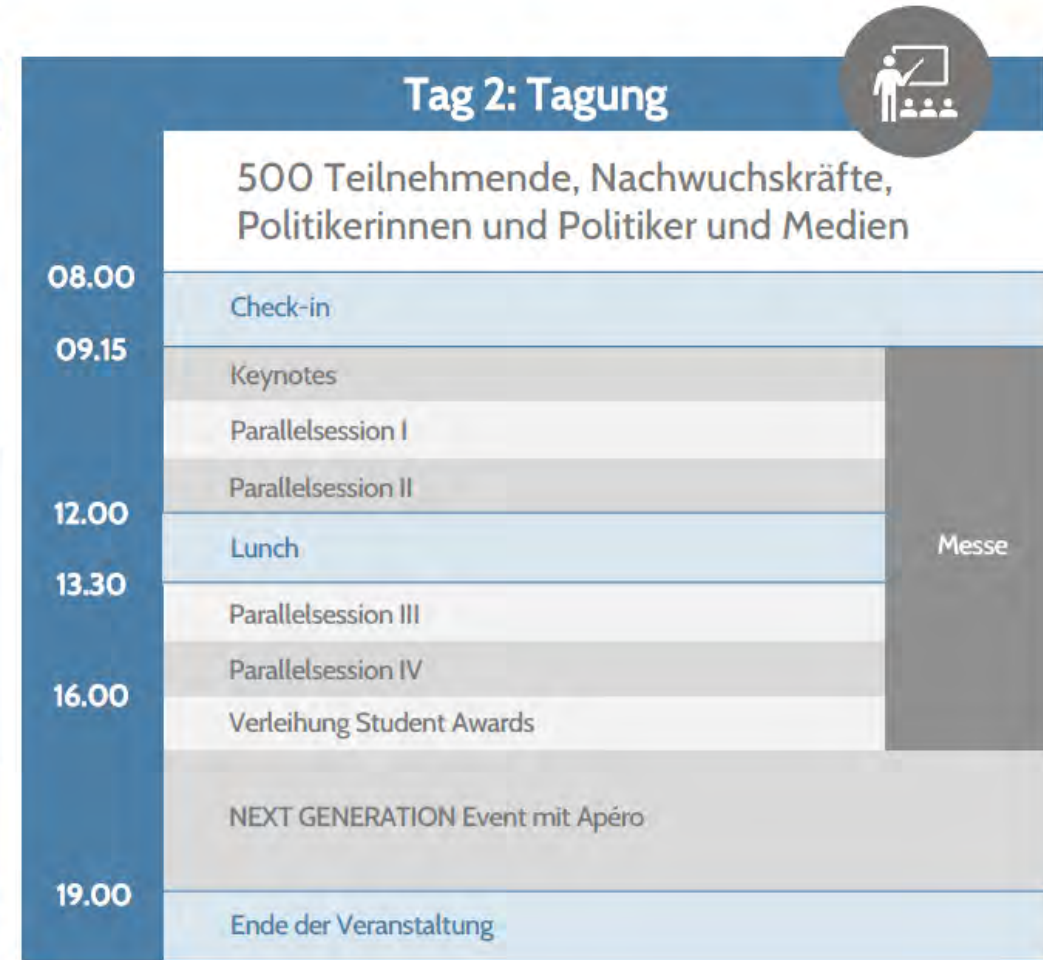 Tag 2: Tagung
500 Teilnehmende, Nachwuchskräfte,
Politikerinnen und Politiker und Medien
08.00
Check-in
09.15
Keynotes
Parallelsession I
Parallelsession II
12.00
Lunch
Messe
13.30
Parallelsession III
Parallelsession IV
16.00
Verleihung Student Awards
NEXT GENERATION Event mit Apéro
19.00
Ende der Veranstaltung